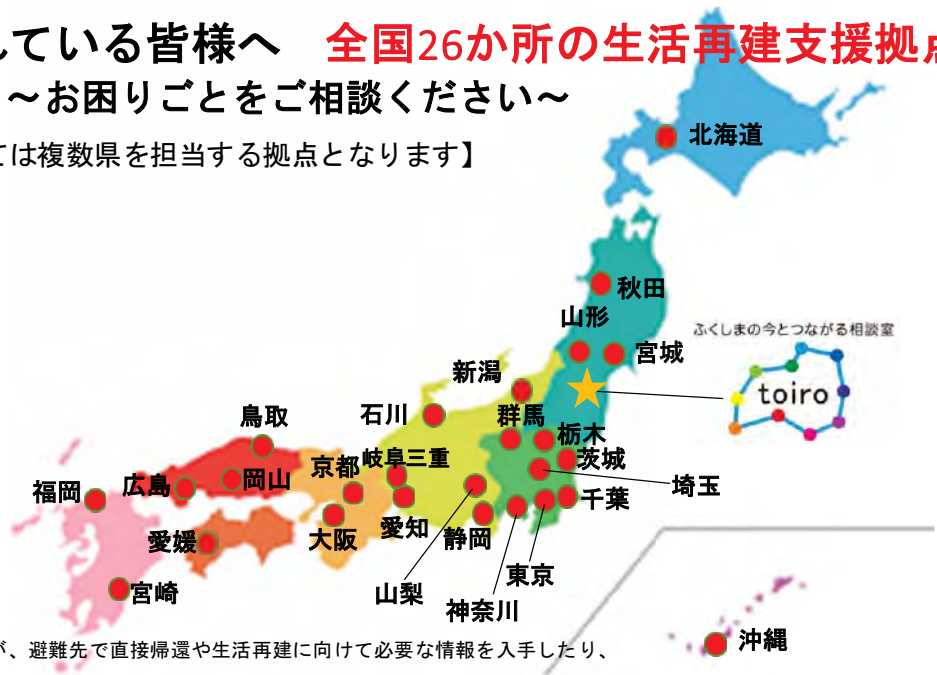 れている皆様へ　全国26か所の生活再建支援拠点
～お困りごとをご相談ください～
ては複数県を担当する拠点となります】
北海道
秋田
山形
ふくしまの今とつながる相談室
宮城
toiro
新潟
石川
群馬
鳥取
栃木
京都
岐阜三重
茨城
福岡
広島
岡山
埼玉
千葉
愛知
大阪
静岡
愛媛
東京
山梨
宮崎
神奈川
沖縄
が、避難先で直接帰還や生活再建に向けて必要な情報を入手したり、